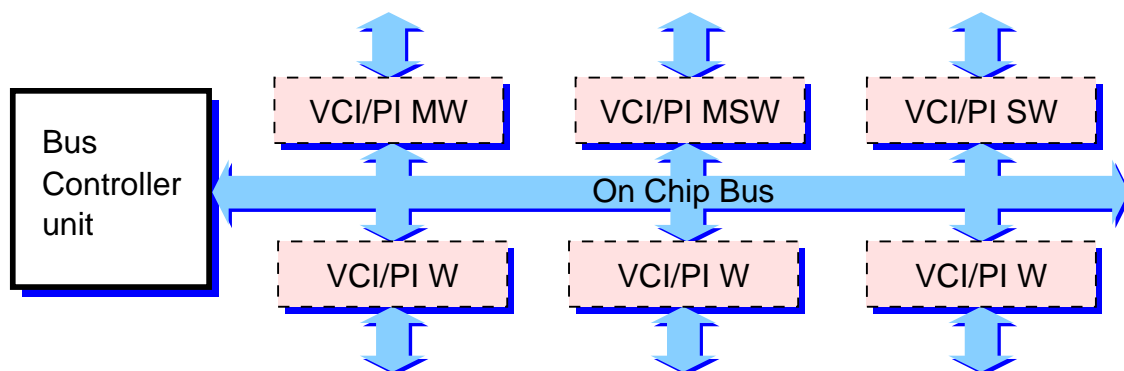 VCI/PI MW
VCI/PI MSW
VCI/PI SW
Bus
Controller
unit
On Chip Bus
VCI/PI W
VCI/PI W
VCI/PI W